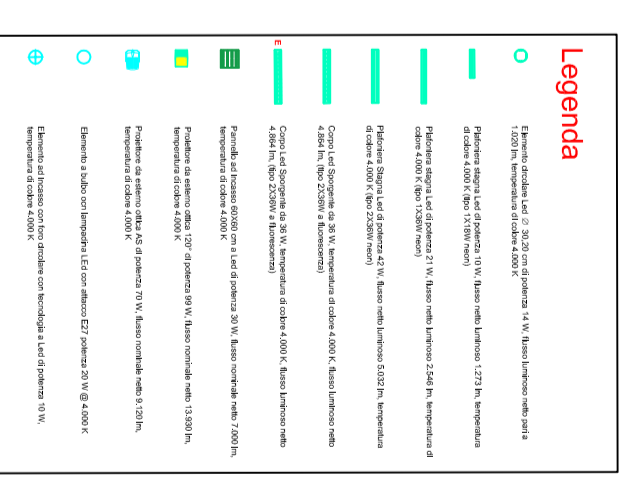 Legenda
Elemento circolare Led ∅ 30,20 cm di potenza 14 W, flusso luminoso netto pari a
1.020 lm, temperatura di colore 4.000 K
Plafoniera stagna Led di potenza 10 W, flusso netto luminoso 1.273 lm, temperatura
di colore 4.000 K (tipo 1X18W neon)
Plafoniera stagna Led di potenza 21 W, flusso netto luminoso 2.546 lm, temperatura di
colore 4.000 K (tipo 1X36W neon)
Plafoniera Stagna Led di potenza 42 W, flusso netto luminoso 5.032 lm, temperatura
di colore 4.000 K (tipo 2X36W neon)
Corpo Led Sporgente da 36 W, temperatura di colore 4.000 K, flusso luminoso netto
4.864 lm, (tipo 2X36W a fluorescenza)
E
Corpo Led Sporgente da 36 W, temperatura di colore 4.000 K, flusso luminoso netto
4.864 lm, (tipo 2X36W a fluorescenza)
Pannello ad Incasso 60X60 cm a Led di potenza 30 W, flusso nominale netto 7.000 lm,
temperatura di colore 4.000 K
Proiettore da esterno ottica 120° di potenza 99 W, flusso nominale netto 13.930 lm,
temperatura di colore 4.000 K
Proiettore da esterno ottica AS di potenza 70 W, flusso nominale netto 9.120 lm,
temperatura di colore 4.000 K
Elemento a bulbo con lampadina LEd con attacco E27 potenza 20 W @ 4.000 K
Elemento ad Incasso con foro circolare con tecnologia a Led di potenza 10 W,
temperatura di colore 4.000 K